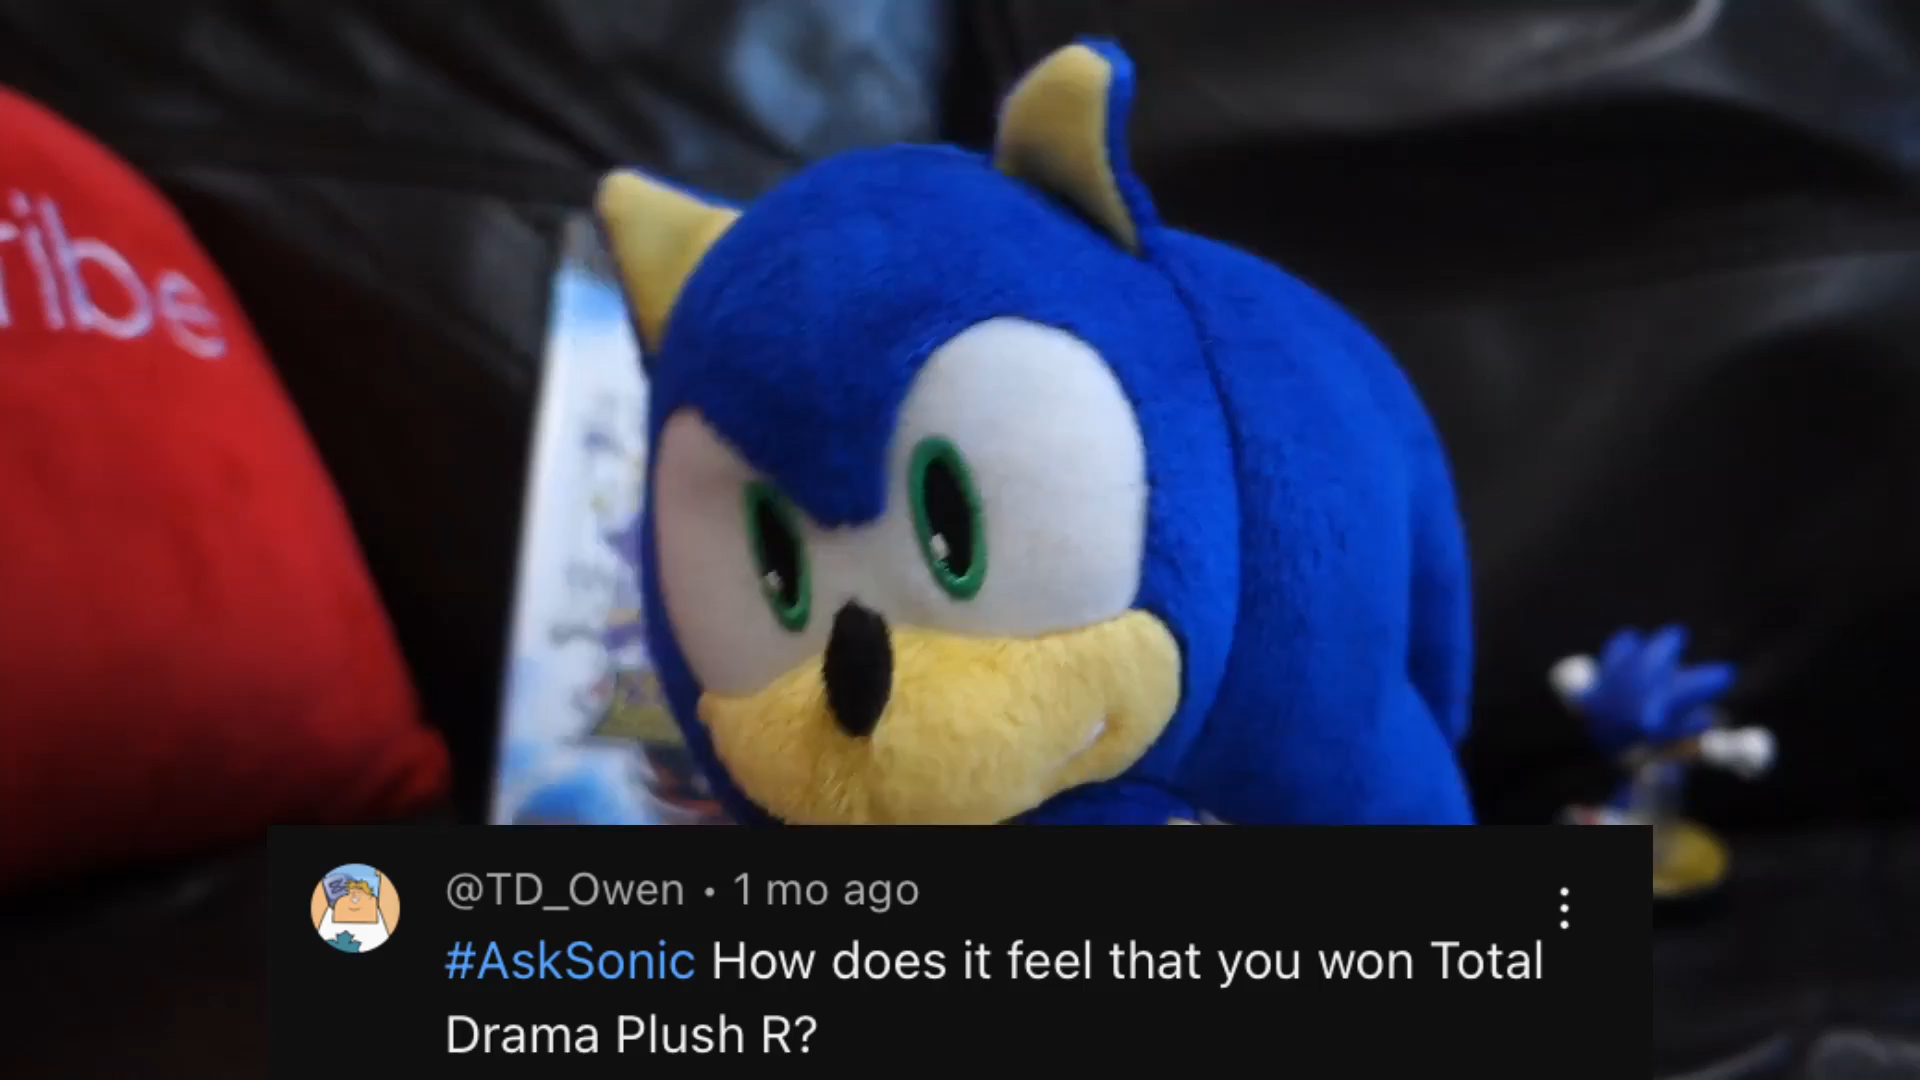 ribe
@TD_Owen • 1 mo ago
#AskSonic How does it feel that you won Total
Drama Plush R?